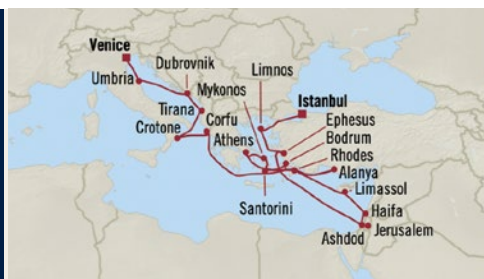 Venice
Dubrovnik
Limnos
Umbria
Mykonos
Istanbul
Tirana
Corfu
Ephesus
Crotone
Athens
Bodrum
Rhodes
Alanya
Limassol
Santorini
Haifa
Ashdod
Jerusalem